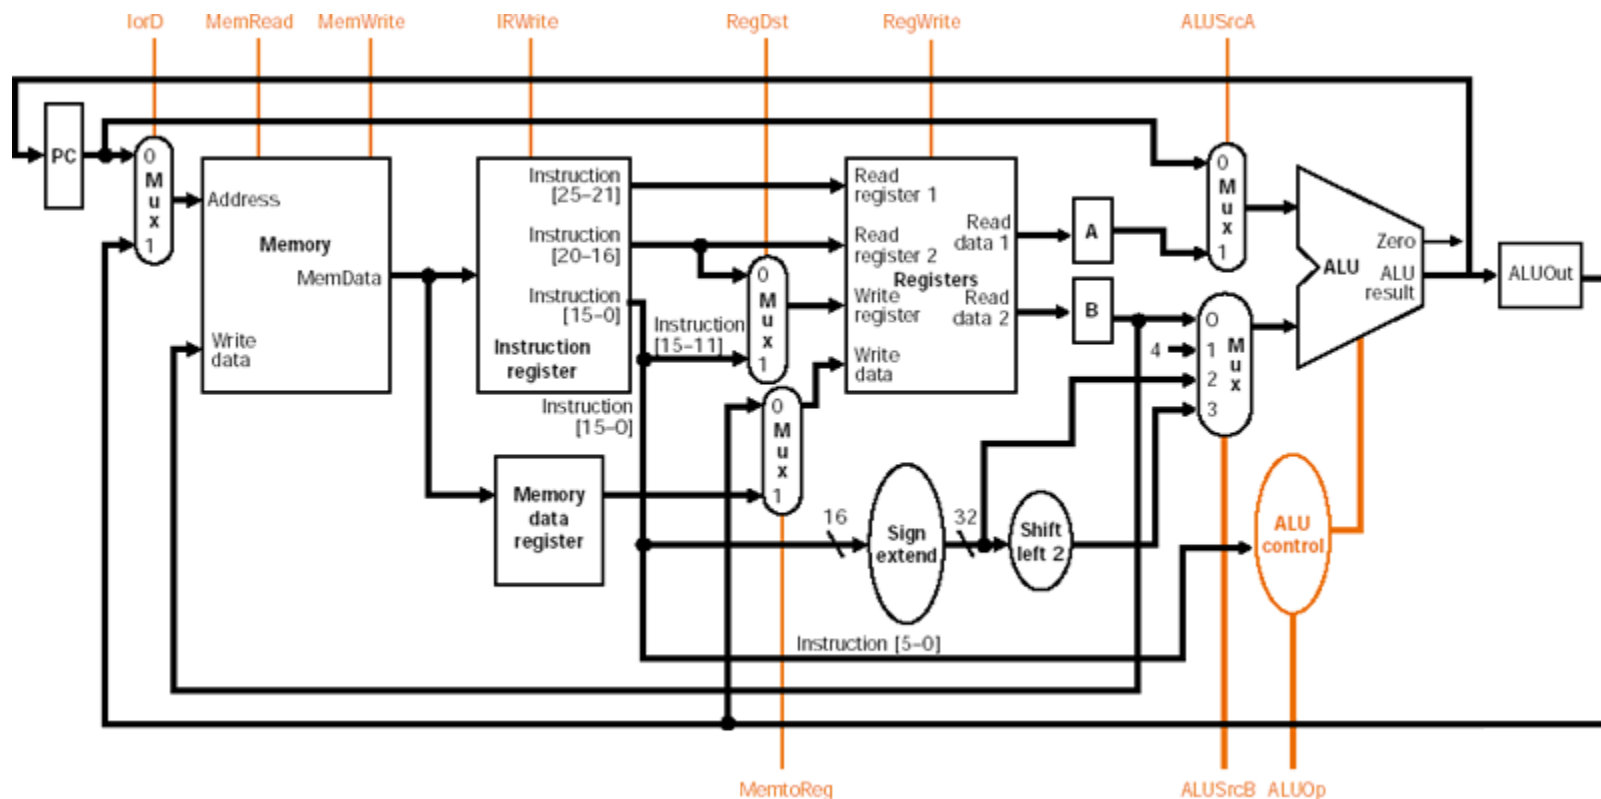 IorD MemRead MemWrite IRWrite RegDst RegWrite ALUSrcA
PC
0
M
u
x
1
Address
Memory
MemData
Write
data
Instruction
[25–21]
Instruction
[20–16]
Instruction
[15–0]
Instruction
register
Instruction
[15–11]
Instruction
[15–0]
Memory
data
register
0
M
u
x
1
0
M
u
x
1
Read
register 1
Read
register 2
Registers
Write
register
Write
data
Read
data 1
Read
data 2
A
B
0
M
u
x
1
4
0
1
2
3
M
u
x
Zero
ALU
ALU
result
ALUOut
16
Sign
extend
32
Shift
left 2
ALU
control
Instruction [5–0]
MemtoReg ALUSrcB ALUOp